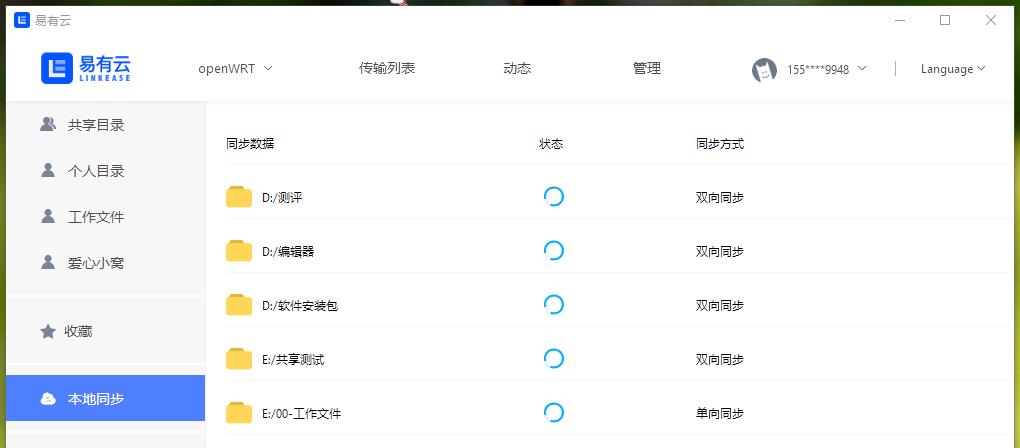 易有云
易有云
LINKEASE
openWRT
传输列表
动态
管理
155****9948
Language
共享目录
个人目录
工作文件
爱心小窝
收藏
本地同步
同步数据 状态 同步方式
D:/测评 双向同步
D:/编辑器 双向同步
D:/软件安装包 双向同步
E:/共享测试 双向同步
E:/00-工作文件 单向同步